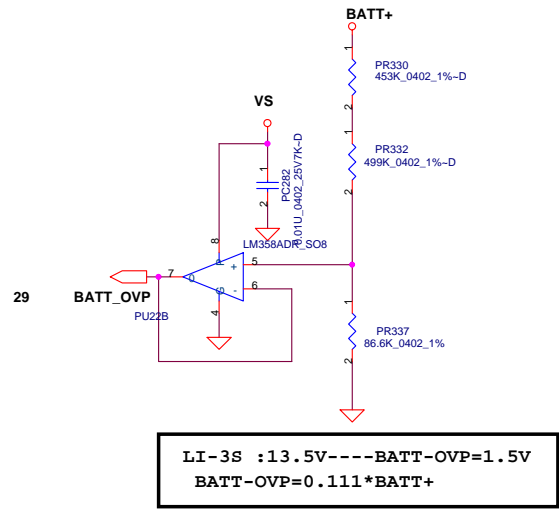 BATT+
1
PR330
453K_0402_1%~D
2
VS
1
PR332
499K_0402_1%~D
2
1
PC282
0.01U_0402_25V7K~D
2
LM358ADR_SO8
8
P
+
5
0
7
-
6
G
4
29
BATT_OVP
PU22B
1
PR337
86.6K_0402_1%
2
LI-3S :13.5V----BATT-OVP=1.5V
BATT-OVP=0.111*BATT+